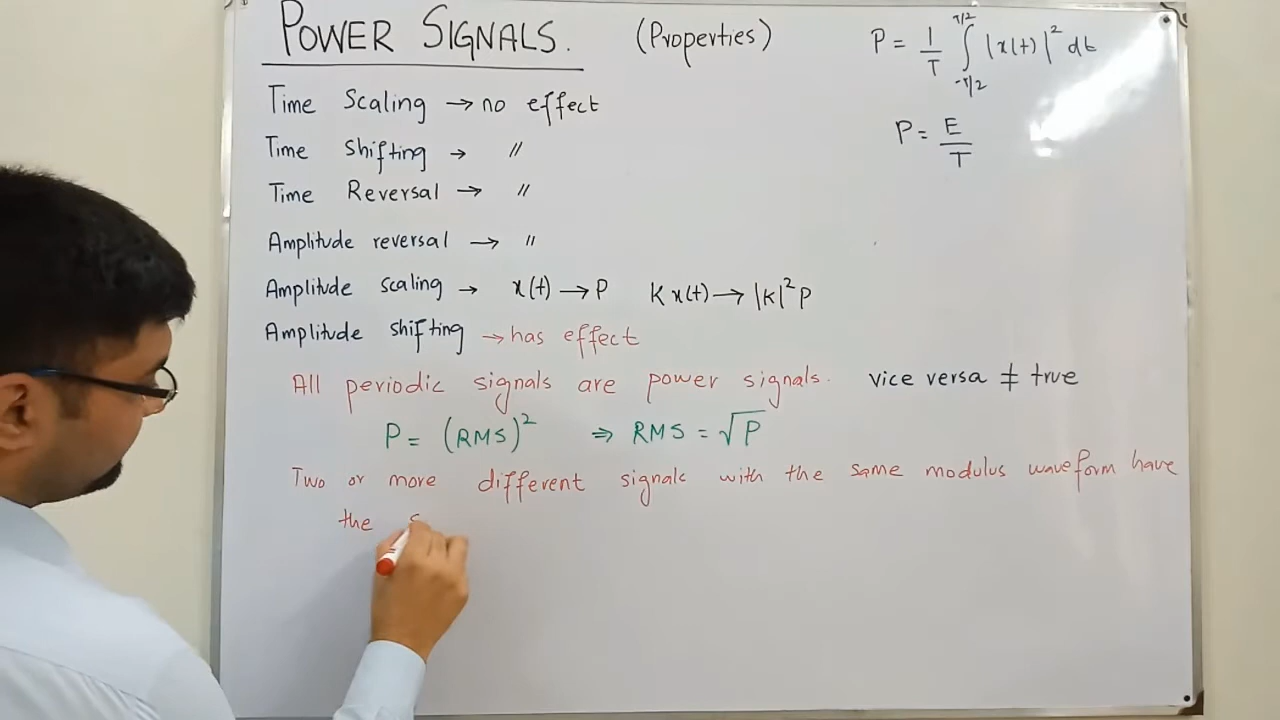 POWER SIGNALS. (Properties)
P = 1/T ∫_{-T/2}^{T/2} |x(t)|² dt
Time Scaling → no effect
P = E/T
Time Shifting → "
Time Reversal → "
Amplitude reversal → "
Amplitude scaling → x(t) → P K x(t) → |K|² P
Amplitude shifting → has effect
All periodic signals are power signals. vice versa ≠ true
P = (RMS)² ⇒ RMS = √P
Two or more different signals with the same modulus waveform have
the S